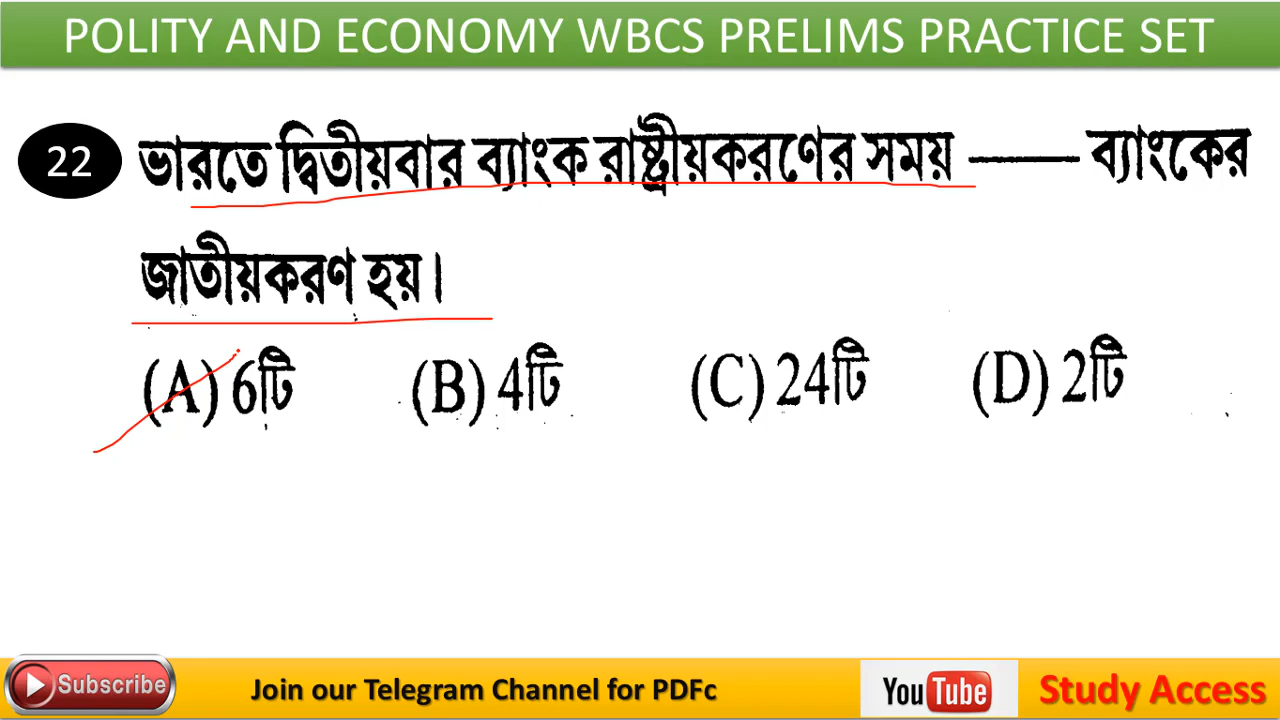 POLITY AND ECONOMY WBCS PRELIMS PRACTICE SET
22 ভারতে দ্বিতীয়বার ব্যাংক রাষ্ট্রীয়করণের সময় ——— ব্যাংকের
জাতীয়করণ হয়।
(A) 6টি (B) 4টি (C) 24টি (D) 2টি
Subscribe Join our Telegram Channel for PDFc YouTube Study Access